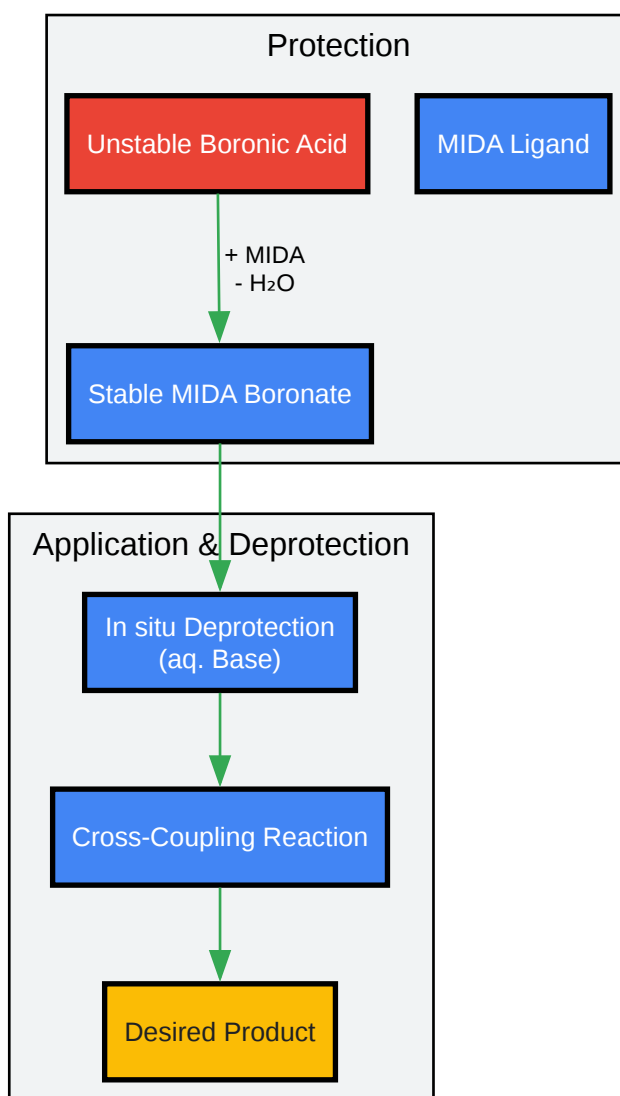 Protection
Unstable Boronic Acid
MIDA Ligand
+ MIDA
- H₂O
Stable MIDA Boronate
Application & Deprotection
In situ Deprotection
(aq. Base)
Cross-Coupling Reaction
Desired Product